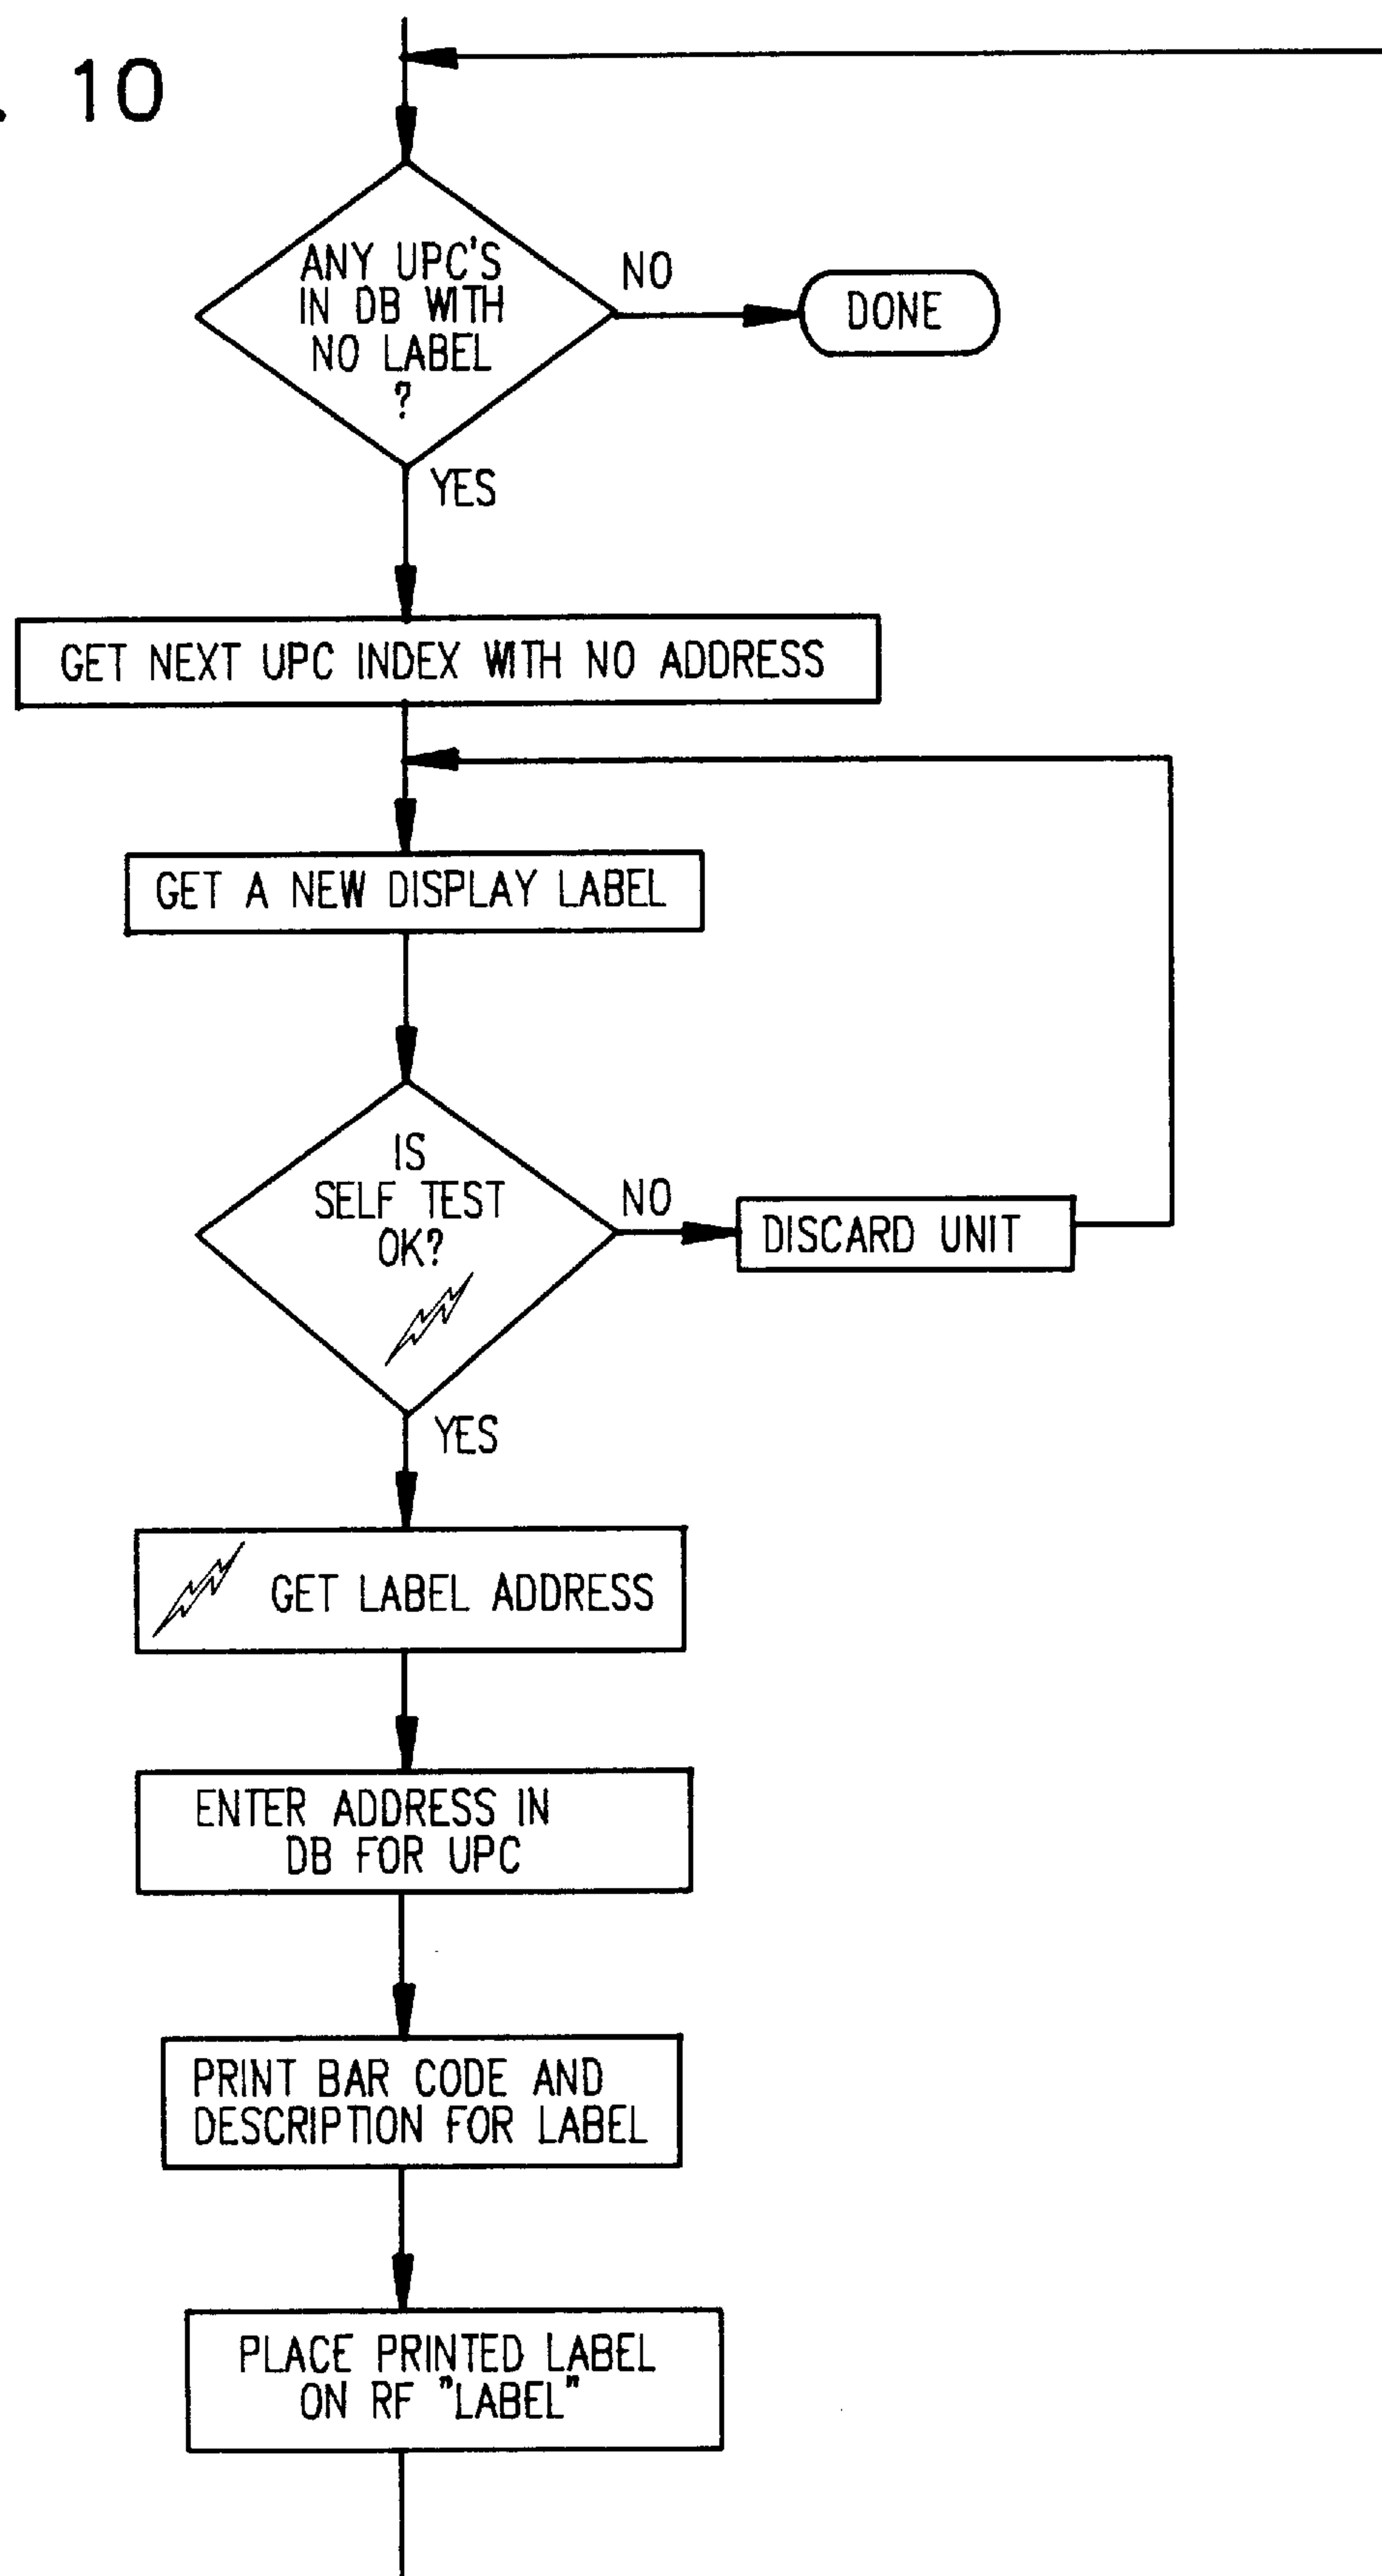 . 10
ANY UPC'S
IN DB WITH
NO LABEL
?
NO
DONE
YES
GET NEXT UPC INDEX WITH NO ADDRESS
GET A NEW DISPLAY LABEL
IS
SELF TEST
OK?
NO
DISCARD UNIT
YES
GET LABEL ADDRESS
ENTER ADDRESS IN
DB FOR UPC
PRINT BAR CODE AND
DESCRIPTION FOR LABEL
PLACE PRINTED LABEL
ON RF "LABEL"